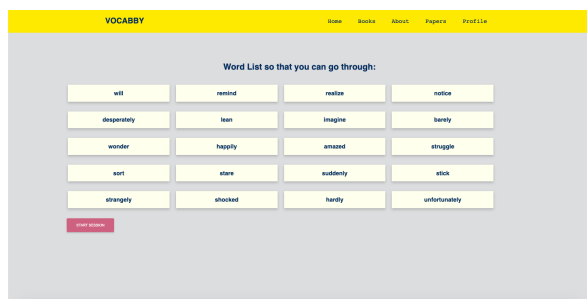 VOCABBY Home Books About Papers Profile
Word List so that you can go through:
will remind realize notice
desperately lean imagine barely
wonder happily amazed struggle
sort stare suddenly stick
strangely shocked hardly unfortunately
START SESSION